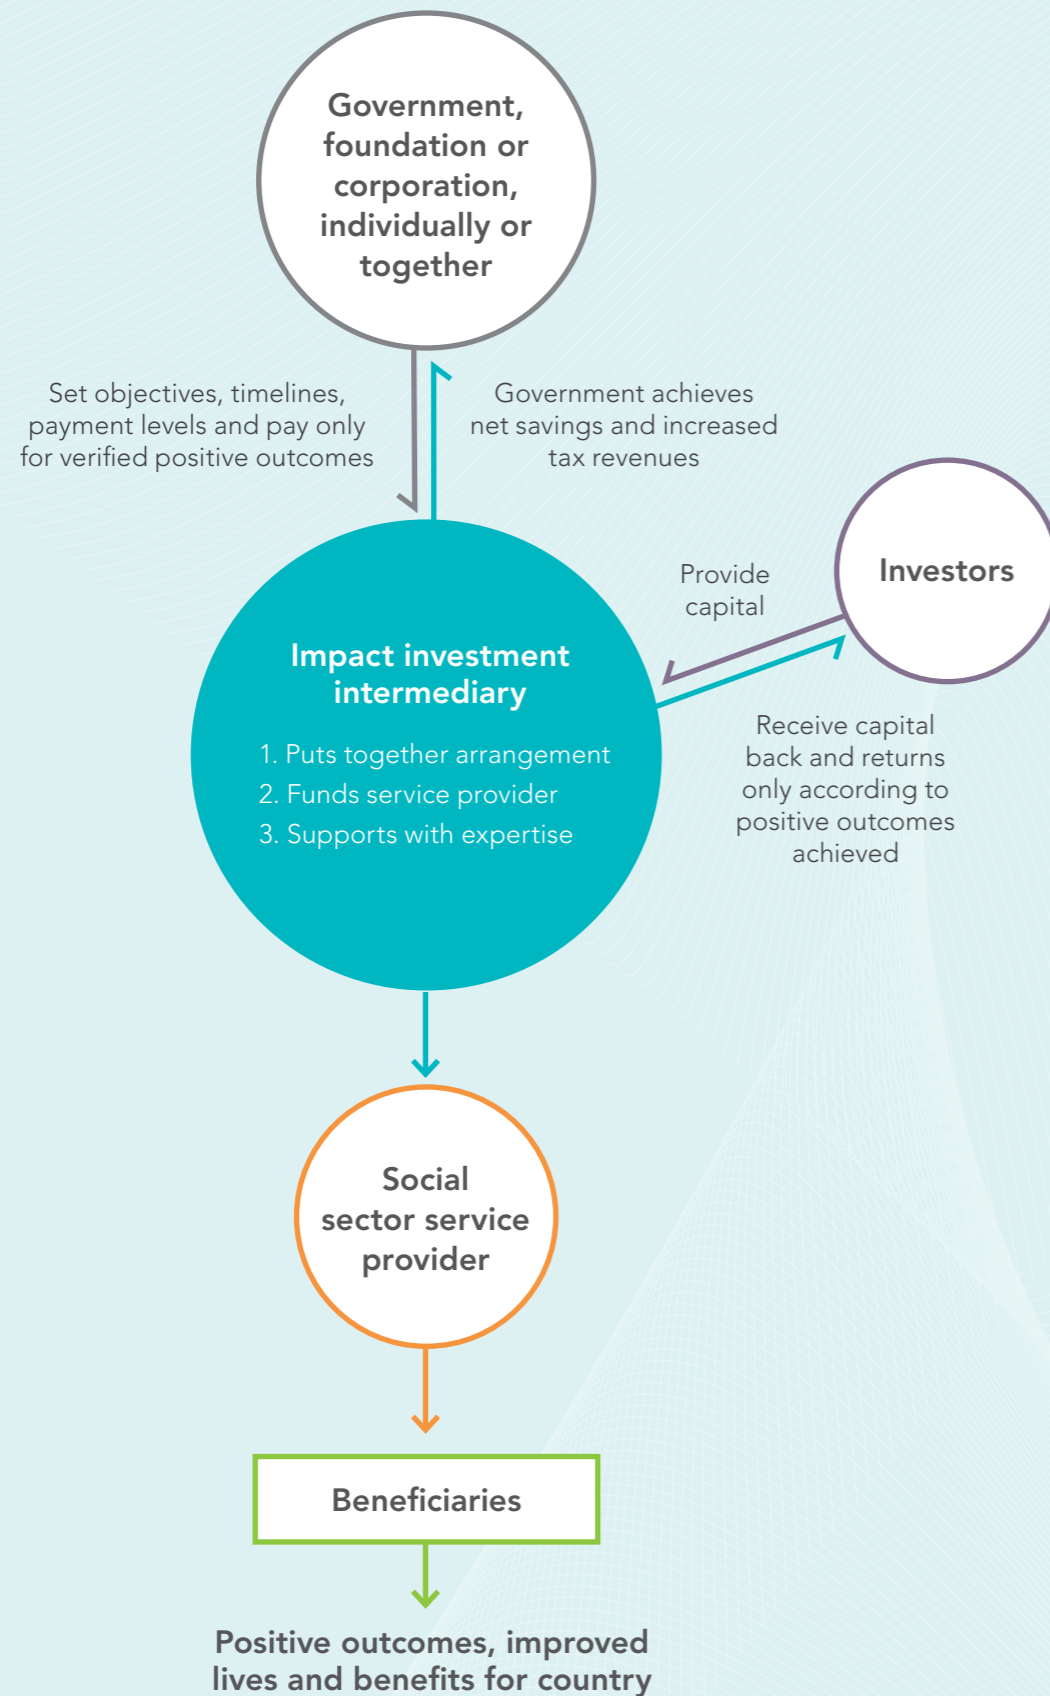 Government,
foundation or
corporation,
individually or
together
Set objectives, timelines,
payment levels and pay only
for verified positive outcomes
Government achieves
net savings and increased
tax revenues
Investors
Provide
capital
Impact investment
intermediary
1. Puts together arrangement
2. Funds service provider
3. Supports with expertise
Receive capital
back and returns
only according to
positive outcomes
achieved
Social
sector service
provider
Beneficiaries
Positive outcomes, improved
lives and benefits for country